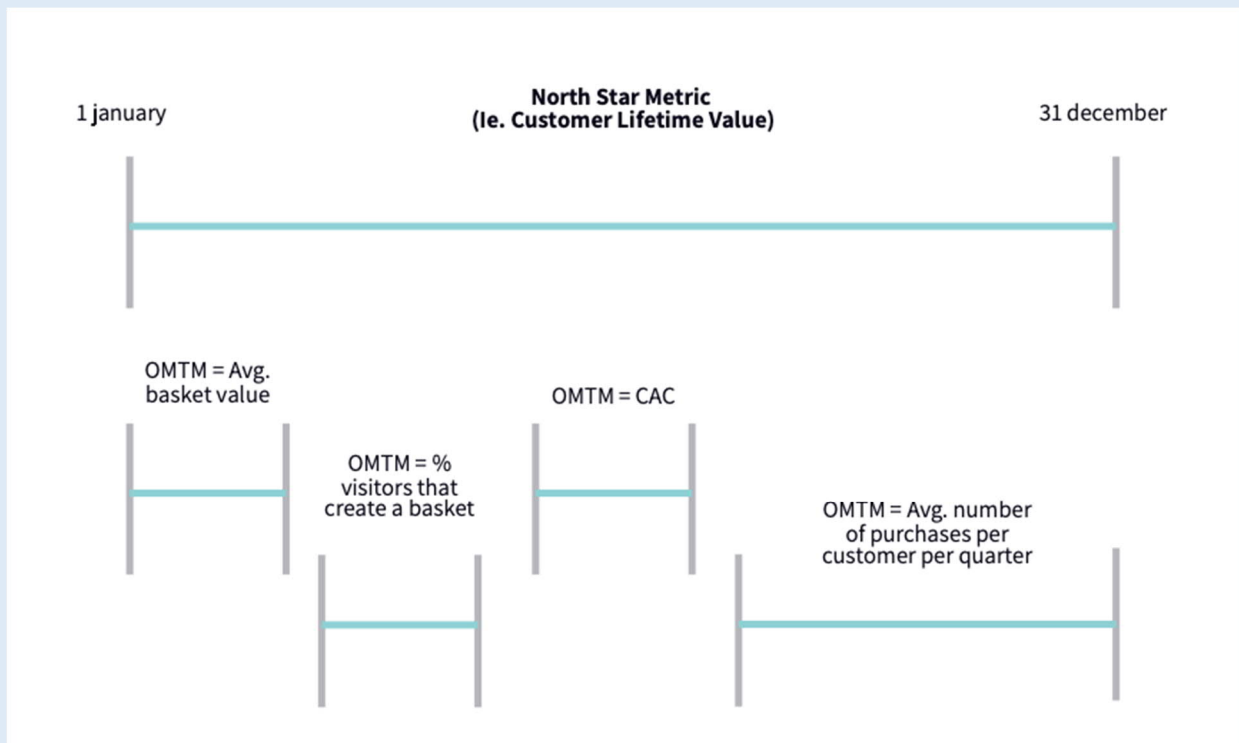 1 january
North Star Metric
(Ie. Customer Lifetime Value)
31 december
OMTM = Avg.
basket value
OMTM = %
visitors that
create a basket
OMTM = CAC
OMTM = Avg. number
of purchases per
customer per quarter